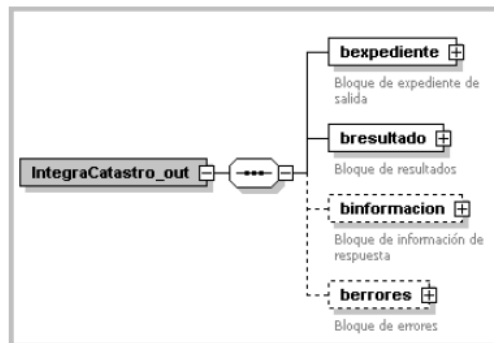 bexpediente
Bloque de expediente de
salida
IntegraCatastro_out
bresultado
Bloque de resultados
binformacion
Bloque de información de
respuesta
berrores
Bloque de errores